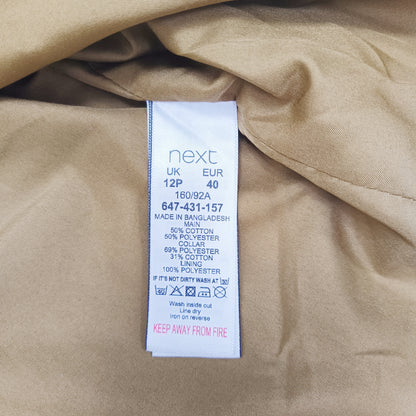 next
UK EUR
12P 40
160/92A
647-431-157
MADE IN BANGLADESH
MAIN
50% COTTON
50% POLYESTER
COLLAR
69% POLYESTER
31% COTTON
LINING
100% POLYESTER
IF IT'S NOT DIRTY WASH AT 30
Wash inside out
Line dry
Iron on reverse
KEEP AWAY FROM FIRE